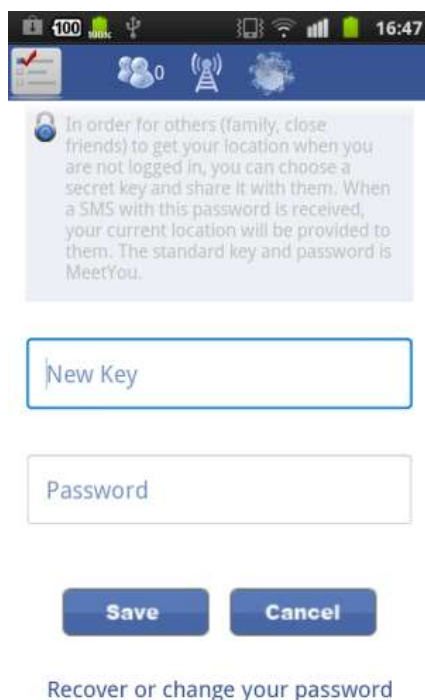 100 100% 16:47
0
In order for others (family, close
friends) to get your location when you
are not logged in, you can choose a
secret key and share it with them. When
a SMS with this password is received,
your current location will be provided to
them. The standard key and password is
MeetYou.
New Key
Password
Save Cancel
Recover or change your password